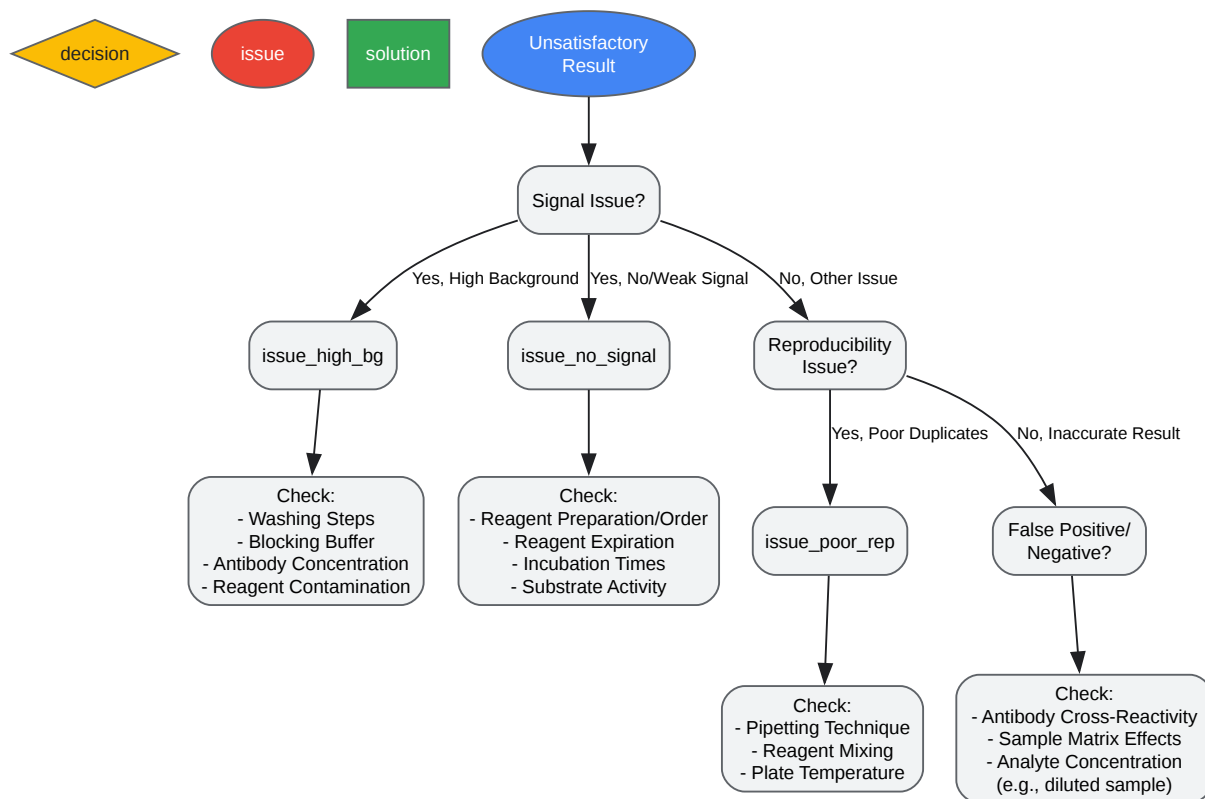 decision
issue
solution
Unsatisfactory
Result
Signal Issue?
Yes, High Background
Yes, No/Weak Signal
No, Other Issue
issue_high_bg
issue_no_signal
Reproducibility
Issue?
Yes, Poor Duplicates
No, Inaccurate Result
Check:
- Washing Steps
- Blocking Buffer
- Antibody Concentration
- Reagent Contamination
Check:
- Reagent Preparation/Order
- Reagent Expiration
- Incubation Times
- Substrate Activity
issue_poor_rep
False Positive/
Negative?
Check:
- Pipetting Technique
- Reagent Mixing
- Plate Temperature
Check:
- Antibody Cross-Reactivity
- Sample Matrix Effects
- Analyte Concentration
(e.g., diluted sample)